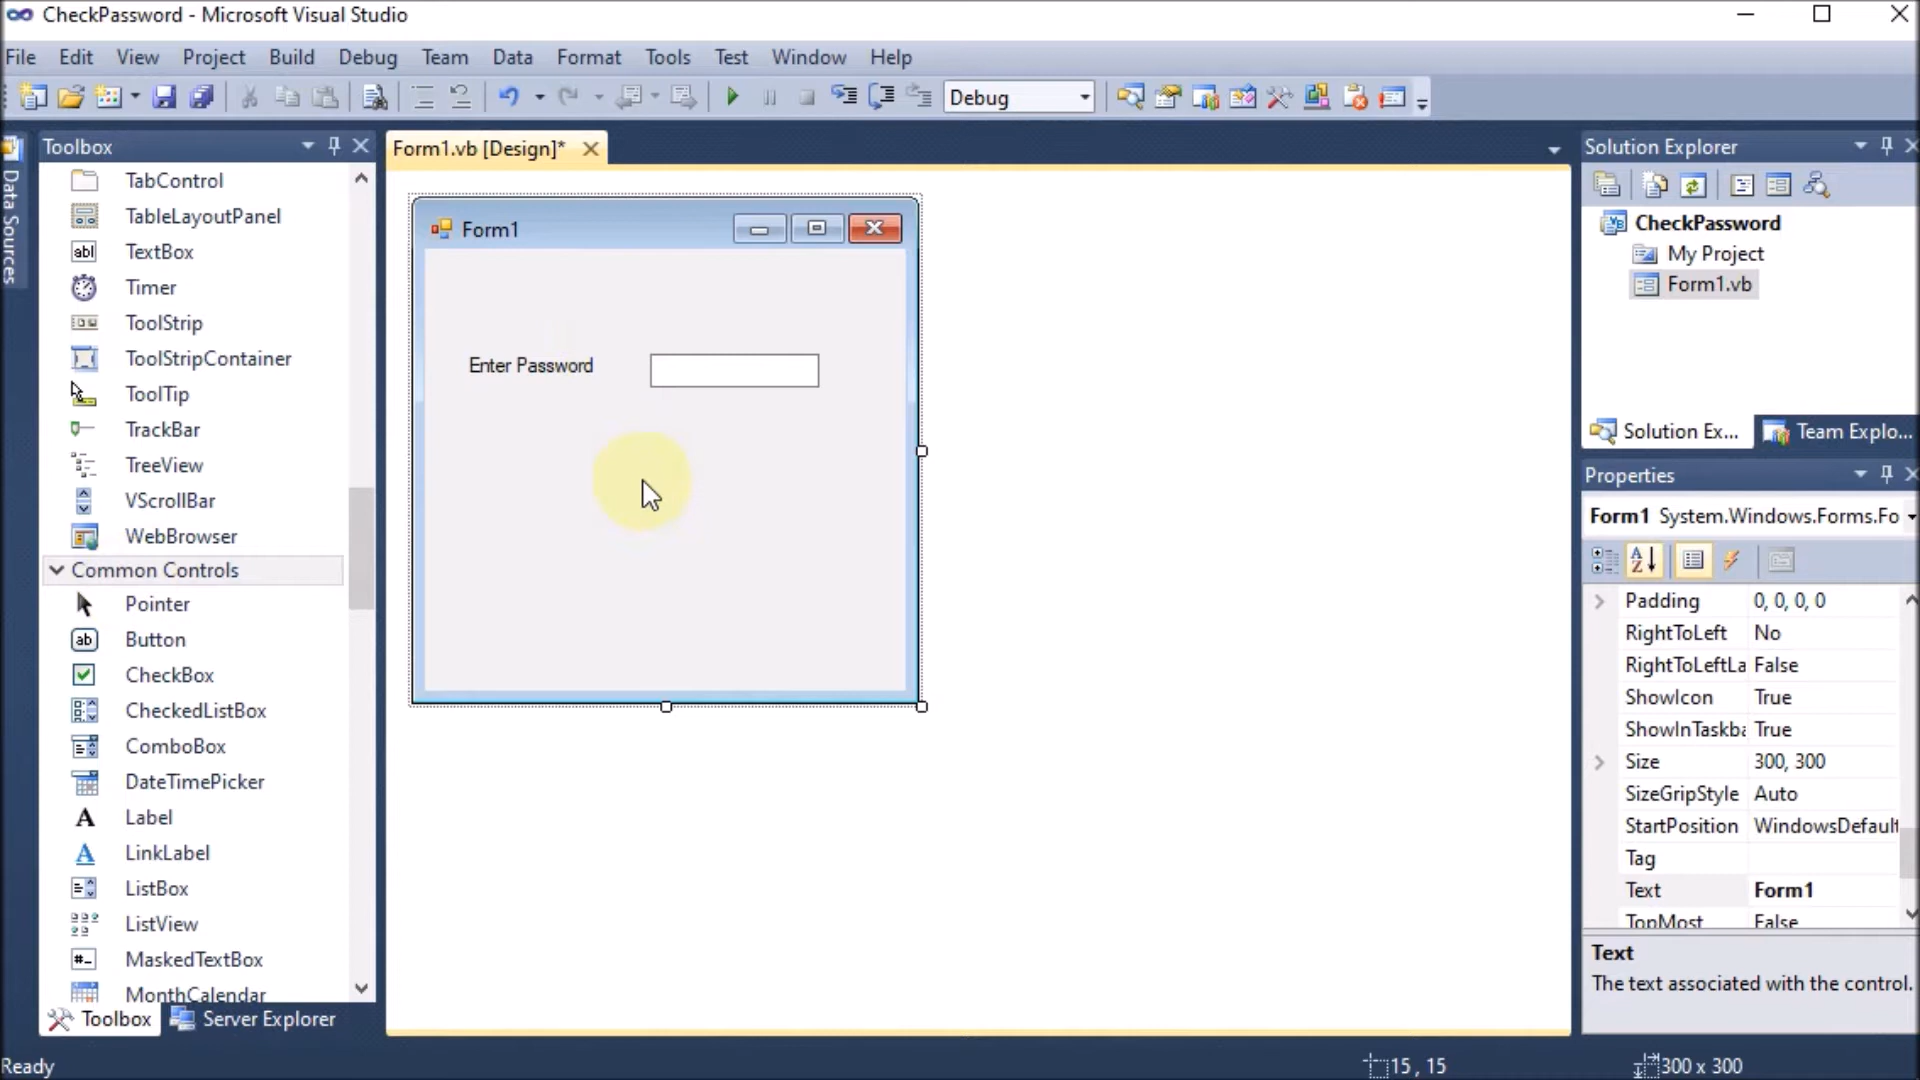 CheckPassword - Microsoft Visual Studio
File Edit View Project Build Debug Team Data Format Tools Test Window Help
Debug
Data Sources
Toolbox
TabControl
TableLayoutPanel
TextBox
Timer
ToolStrip
ToolStripContainer
ToolTip
TrackBar
TreeView
VScrollBar
WebBrowser
Common Controls
Pointer
Button
CheckBox
CheckedListBox
ComboBox
DateTimePicker
Label
LinkLabel
ListBox
ListView
MaskedTextBox
MonthCalendar
Toolbox Server Explorer
Form1.vb [Design]*
Form1
Enter Password
Solution Explorer
CheckPassword
My Project
Form1.vb
Solution Ex... Team Explo...
Properties
Form1 System.Windows.Forms.Fo
Padding 0, 0, 0, 0
RightToLeft No
RightToLeftLa False
ShowIcon True
ShowInTaskba True
Size 300, 300
SizeGripStyle Auto
StartPosition WindowsDefault
Tag
Text Form1
TopMost False
Text
The text associated with the control.
Ready 15 , 15 300 x 300